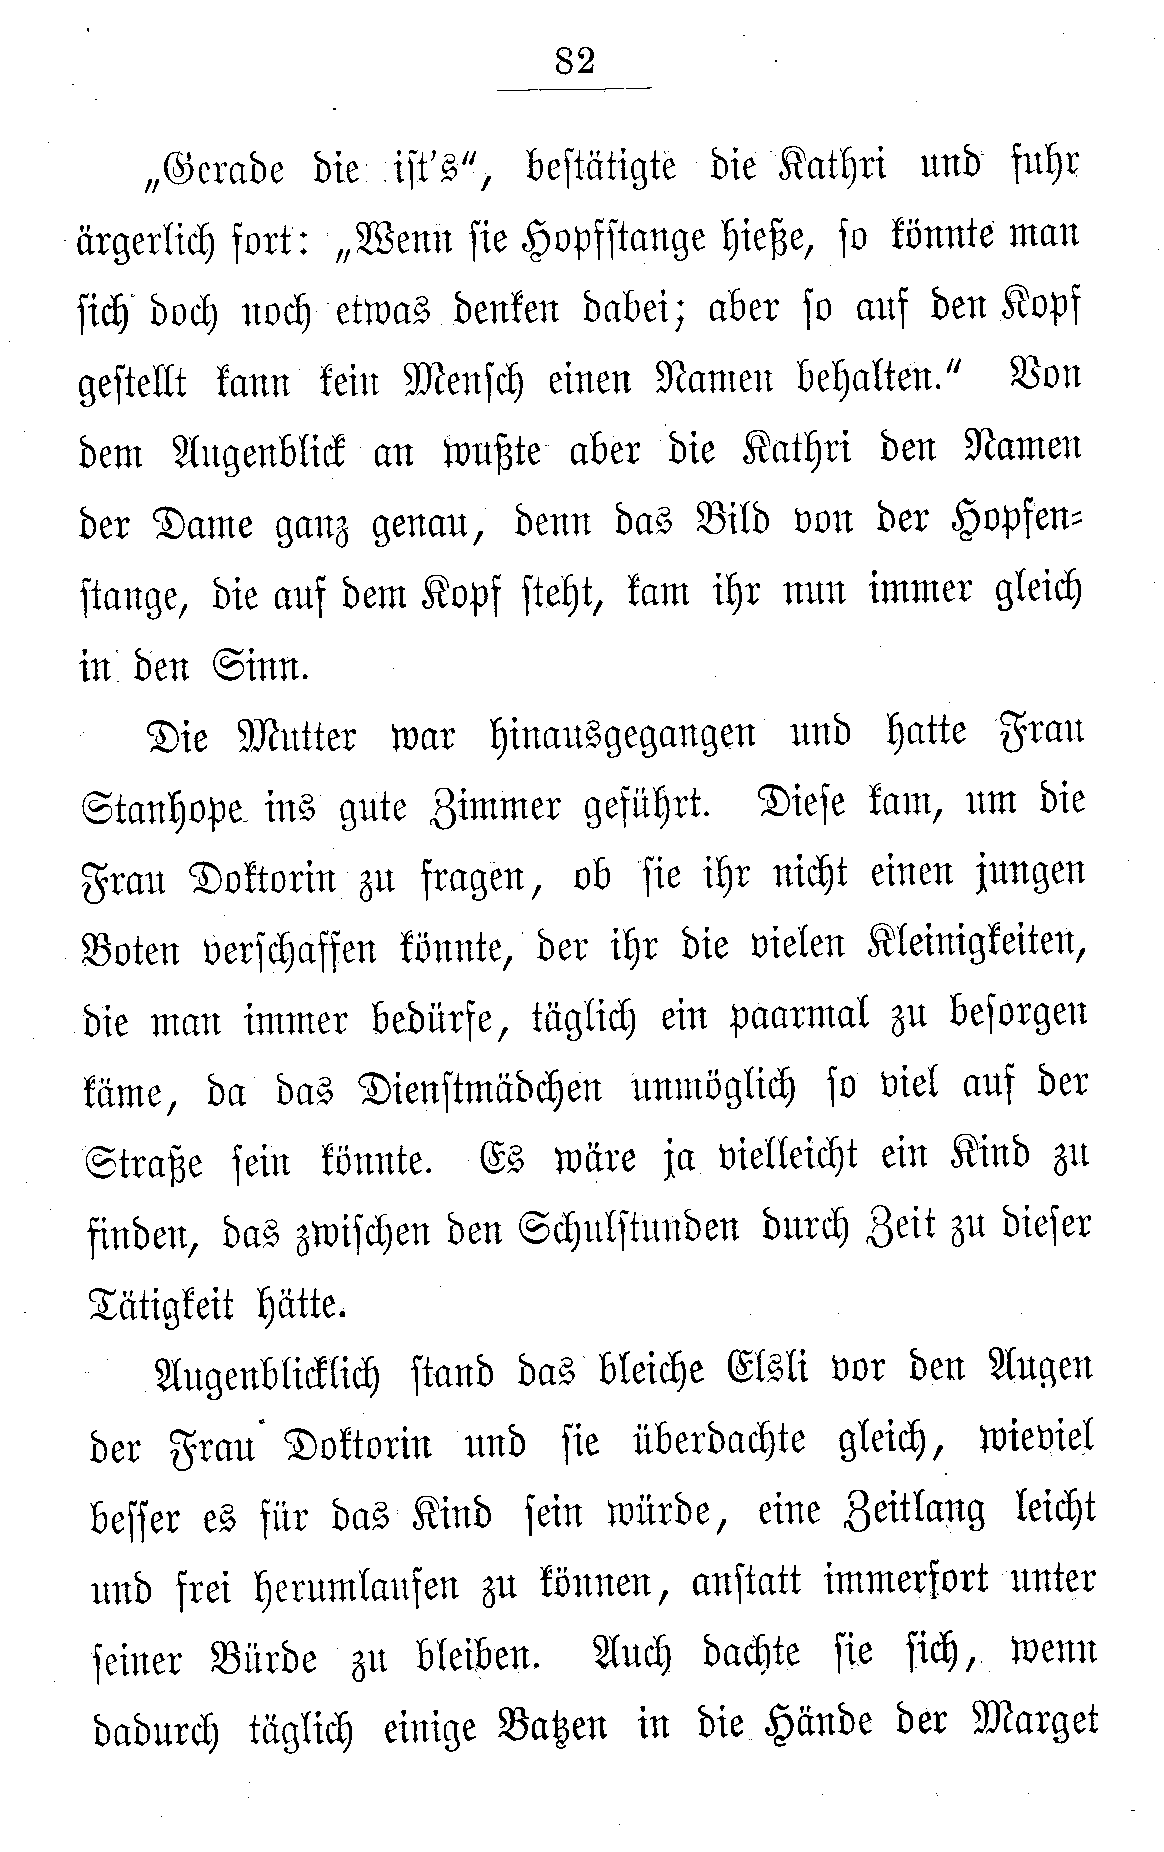 82
„Gerade die ist's“, bestätigte die Kathri und fuhr
ärgerlich fort: „Wenn sie Hopfstange hieße, so könnte man
sich doch noch etwas denken dabei; aber so auf den Kopf
gestellt kann kein Mensch einen Namen behalten.“ Von
dem Augenblick an wußte aber die Kathri den Namen
der Dame ganz genau, denn das Bild von der Hopfen-
stange, die auf dem Kopf steht, kam ihr nun immer gleich
in den Sinn.
Die Mutter war hinausgegangen und hatte Frau
Stanhope ins gute Zimmer geführt. Diese kam, um die
Frau Doktorin zu fragen, ob sie ihr nicht einen jungen
Boten verschaffen könnte, der ihr die vielen Kleinigkeiten,
die man immer bedürfe, täglich ein paarmal zu besorgen
käme, da das Dienstmädchen unmöglich so viel auf der
Straße sein könnte. Es wäre ja vielleicht ein Kind zu
finden, das zwischen den Schulstunden durch Zeit zu dieser
Tätigkeit hätte.
Augenblicklich stand das bleiche Elsli vor den Augen
der Frau Doktorin und sie überdachte gleich, wieviel
besser es für das Kind sein würde, eine Zeitlang leicht
und frei herumlaufen zu können, anstatt immerfort unter
seiner Bürde zu bleiben. Auch dachte sie sich, wenn
dadurch täglich einige Batzen in die Hände der Marget